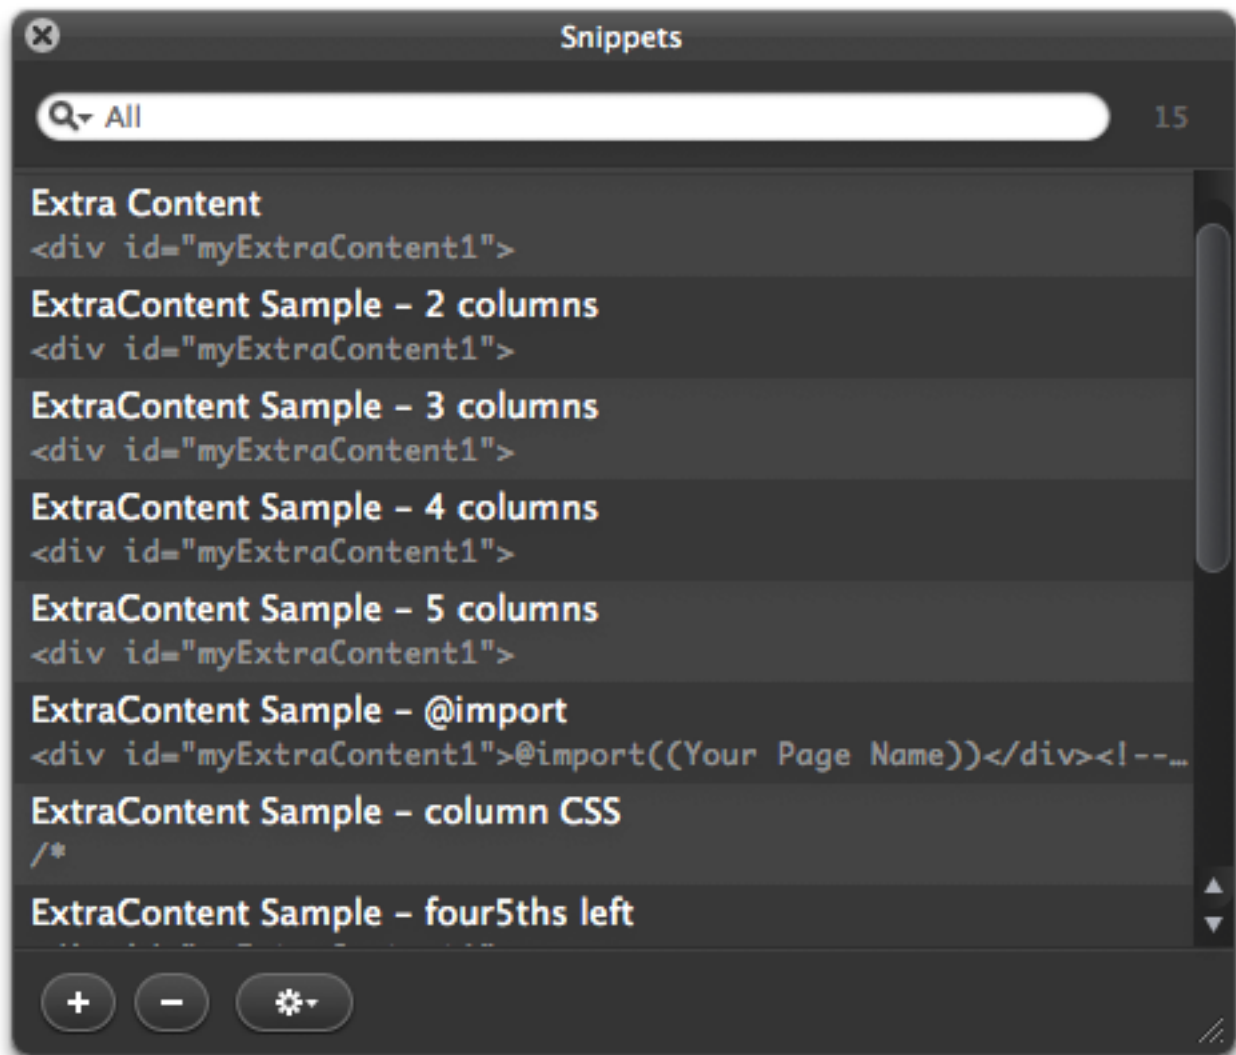 Snippets
All
15
Extra Content
<div id="myExtraContent1">
ExtraContent Sample – 2 columns
<div id="myExtraContent1">
ExtraContent Sample – 3 columns
<div id="myExtraContent1">
ExtraContent Sample – 4 columns
<div id="myExtraContent1">
ExtraContent Sample – 5 columns
<div id="myExtraContent1">
ExtraContent Sample – @import
<div id="myExtraContent1">@import((Your Page Name))</div><!--…
ExtraContent Sample – column CSS
/*
ExtraContent Sample – four5ths left